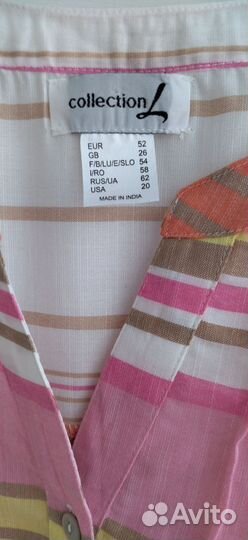 collection L
EUR 52
GB 26
F/B/LU/E/SLO 54
I/RO 58
RUS/UA 62
USA 20
MADE IN INDIA
Avito